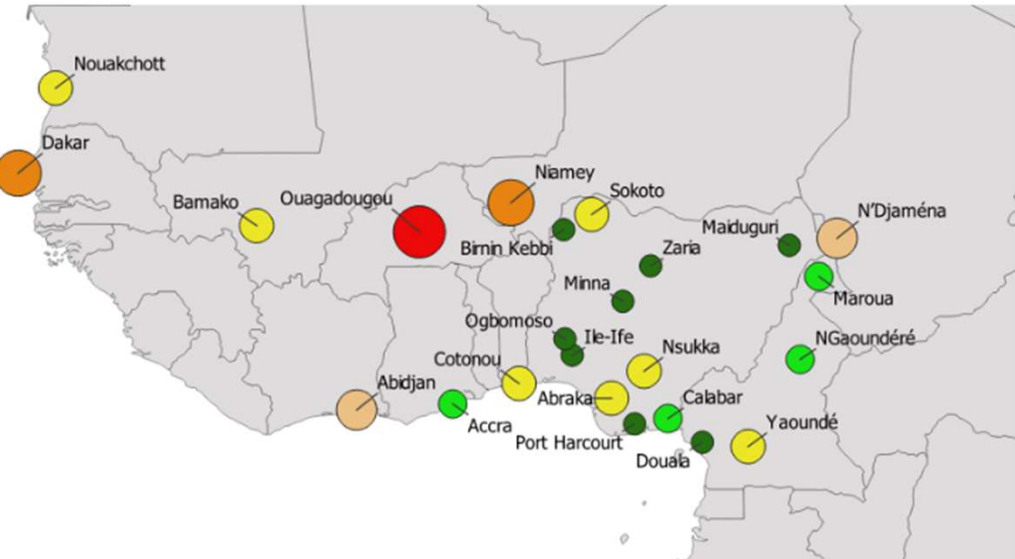 Nouakchott
Dakar
Niamey
Bamako
Ouagadougou
Sokoto
N'Djaména
Maiduguri
Birnin Kebbi
Zaria
Minna
Maroua
Ogbomoso
Ile-Ife
NGaoundéré
Cotonou
Nsukka
Abidjan
Abraka
Calabar
Accra
Port Harcourt
Yaoundé
Douala